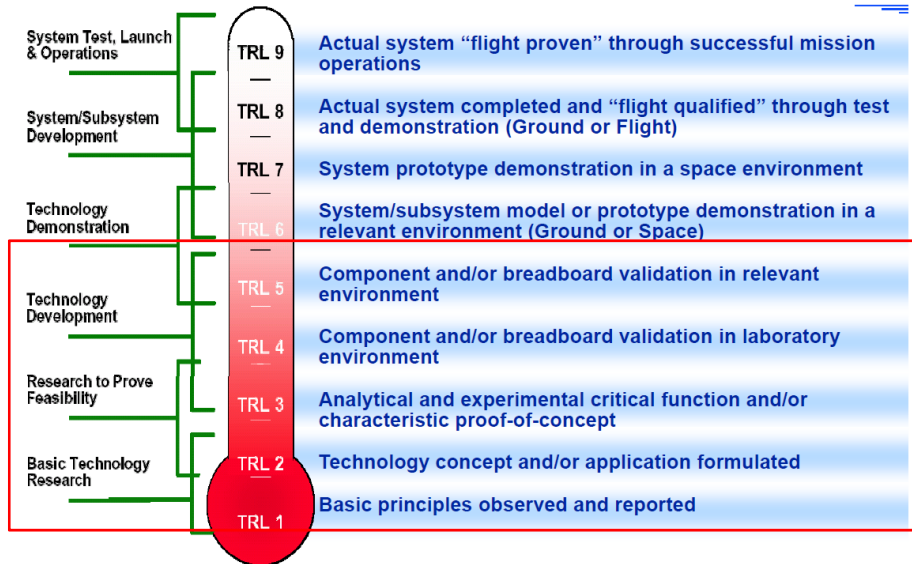 System Test, Launch
& Operations
TRL 9
Actual system “flight proven” through successful mission
operations
System/Subsystem
Development
TRL 8
Actual system completed and “flight qualified” through test
and demonstration (Ground or Flight)
TRL 7
System prototype demonstration in a space environment
Technology
Demonstration
TRL 6
System/subsystem model or prototype demonstration in a
relevant environment (Ground or Space)
Technology
Development
TRL 5
Component and/or breadboard validation in relevant
environment
TRL 4
Component and/or breadboard validation in laboratory
environment
Research to Prove
Feasibility
TRL 3
Analytical and experimental critical function and/or
characteristic proof-of-concept
Basic Technology
Research
TRL 2
Technology concept and/or application formulated
TRL 1
Basic principles observed and reported